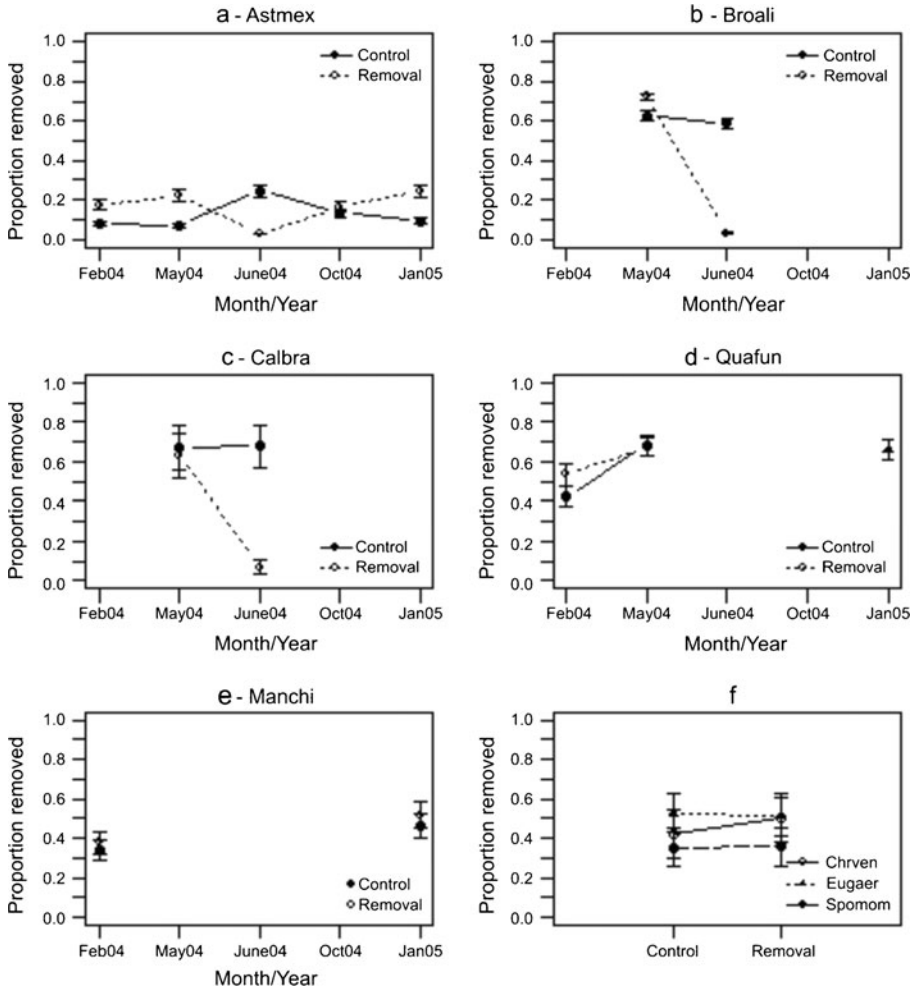 a - Astmex
Proportion removed
1.0
0.8
0.6
0.4
0.2
0.0
Control
Removal
Feb04 May04 June04 Oct04 Jan05
Month/Year
b - Broali
Proportion removed
1.0
0.8
0.6
0.4
0.2
0.0
Control
Removal
Feb04 May04 June04 Oct04 Jan05
Month/Year
c - Calbra
Proportion removed
1.0
0.8
0.6
0.4
0.2
0.0
Control
Removal
Feb04 May04 June04 Oct04 Jan05
Month/Year
d - Quafun
Proportion removed
1.0
0.8
0.6
0.4
0.2
0.0
Control
Removal
Feb04 May04 June04 Oct04 Jan05
Month/Year
e - Manchi
Proportion removed
1.0
0.8
0.6
0.4
0.2
0.0
Control
Removal
Feb04 May04 June04 Oct04 Jan05
Month/Year
f
Proportion removed
1.0
0.8
0.6
0.4
0.2
0.0
Chrven
Eugaer
Spomom
Control Removal